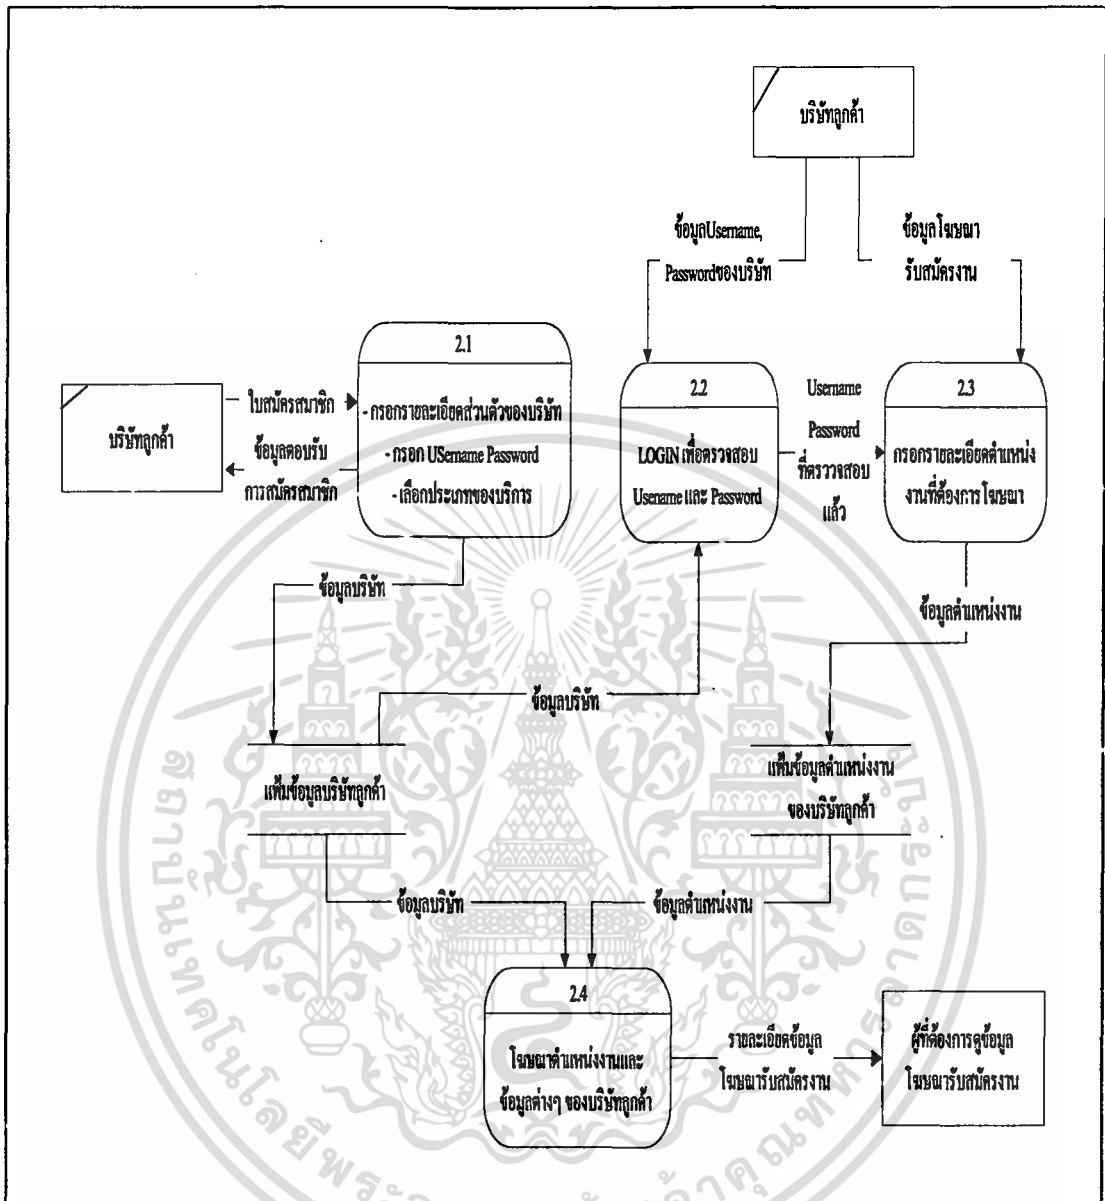 บริษัทลูกค้า
ข้อมูลUsername,
Passwordของบริษัท
ข้อมูลโฆษณา
รับสมัครงาน
2.1
- กรอกรายละเอียดส่วนตัวของบริษัท
- กรอก USername Password
- เลือกประเภทของบริการ
บริษัทลูกค้า
ใบสมัครสมาชิก
ข้อมูลตอบรับ
การสมัครสมาชิก
2.2
LOGIN เพื่อตรวจสอบ
Usename และ Password
Username
Password
ที่ตรววจสอบ
แล้ว
2.3
กรอกรายละเอียดตำแหน่ง
งานที่ต้องการโฆษณา
ข้อมูลบริษัท
ข้อมูลตำแหน่งงาน
ข้อมูลบริษัท
แฟ้มข้อมูลบริษัทลูกค้า
แฟ้มข้อมูลตำแหน่งงาน
ของบริษัทลูกค้า
ข้อมูลบริษัท
ข้อมูลตำแหน่งงาน
2.4
โฆษณาตำแหน่งงานและ
ข้อมูลต่างๆ ของบริษัทลูกค้า
รายละเอียดข้อมูล
โฆษณารับสมัครงาน
ผู้ที่ต้องการดูข้อมูล
โฆษณารับสมัครงาน